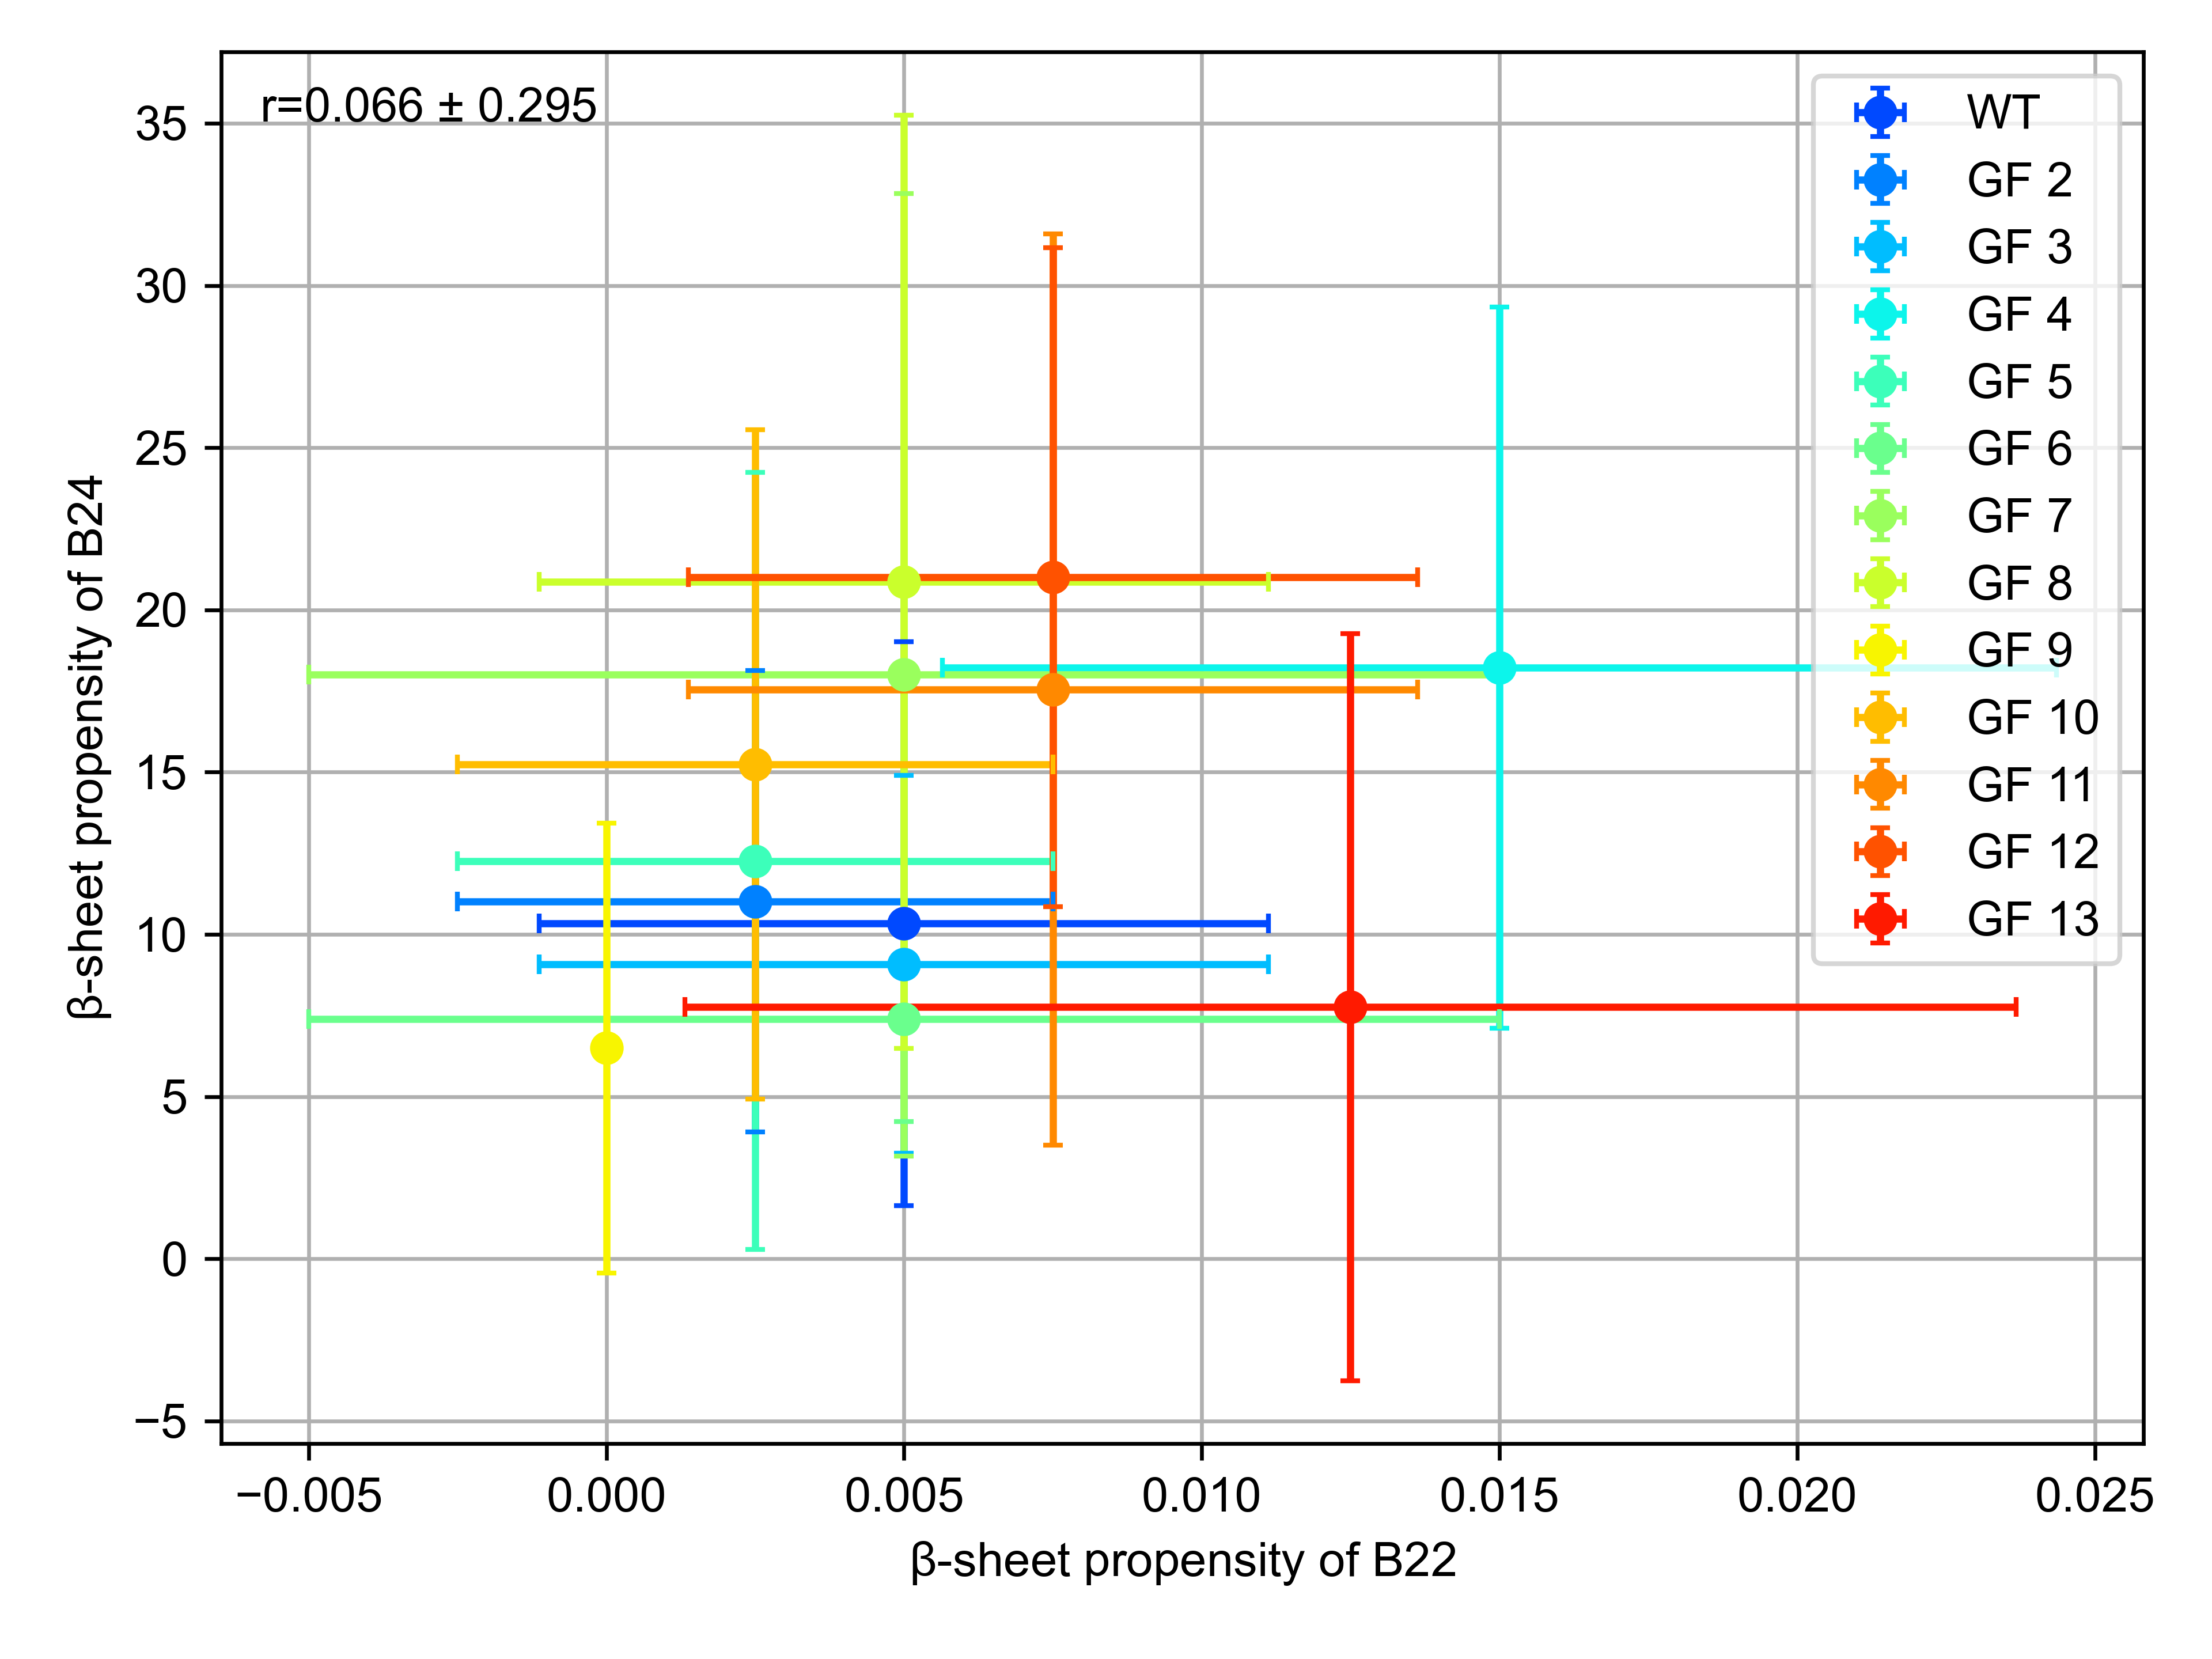 r=0.066 ± 0.295
WT
GF 2
GF 3
GF 4
GF 5
GF 6
GF 7
GF 8
GF 9
GF 10
GF 11
GF 12
GF 13
β-sheet propensity of B24
35
30
25
20
15
10
5
0
−5
−0.005 0.000 0.005 0.010 0.015 0.020 0.025
β-sheet propensity of B22